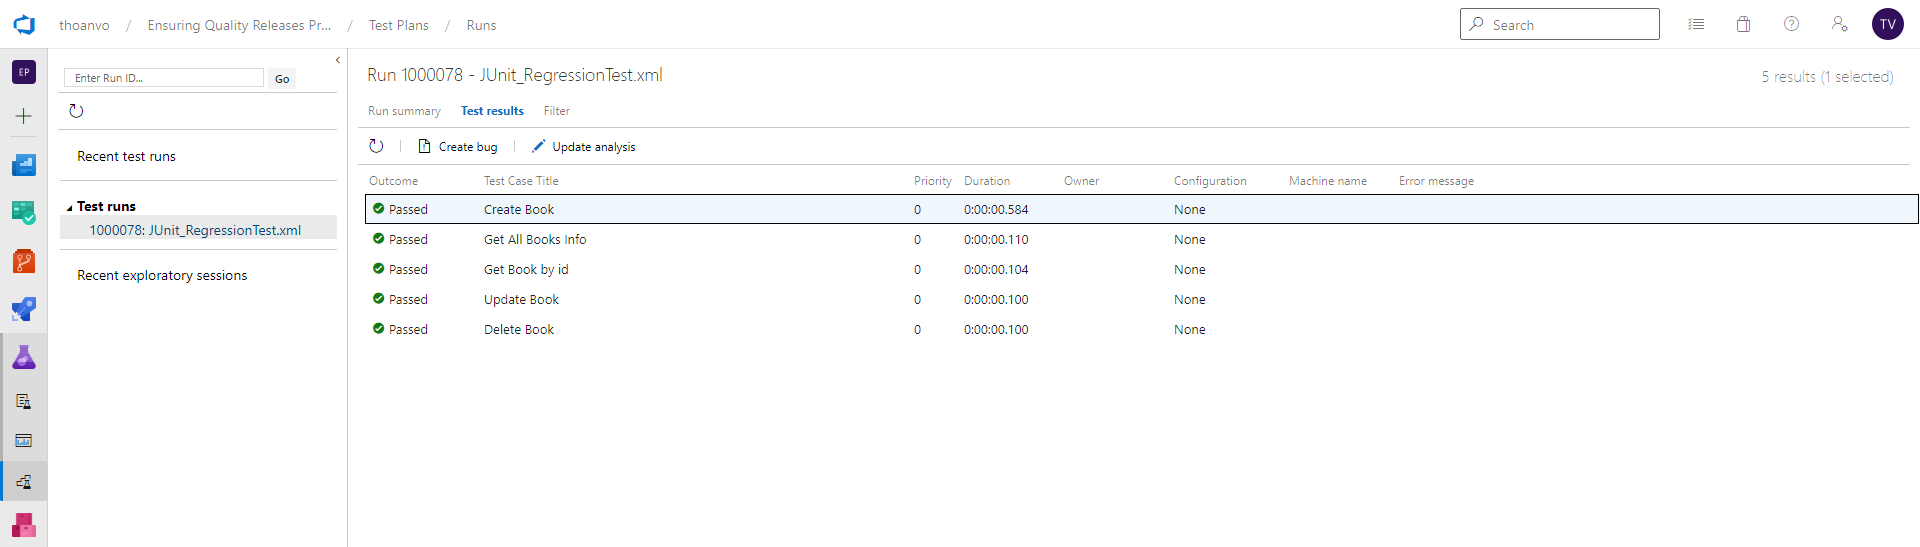 thoanvo / Ensuring Quality Releases Pr... / Test Plans / Runs
Search
TV
EP
Enter Run ID...
Go
Recent test runs
Test runs
1000078: JUnit_RegressionTest.xml
Recent exploratory sessions
Run 1000078 - JUnit_RegressionTest.xml
5 results (1 selected)
Run summary Test results Filter
Create bug Update analysis
Outcome Test Case Title Priority Duration Owner Configuration Machine name Error message
Passed Create Book 0 0:00:00.584 None
Passed Get All Books Info 0 0:00:00.110 None
Passed Get Book by id 0 0:00:00.104 None
Passed Update Book 0 0:00:00.100 None
Passed Delete Book 0 0:00:00.100 None